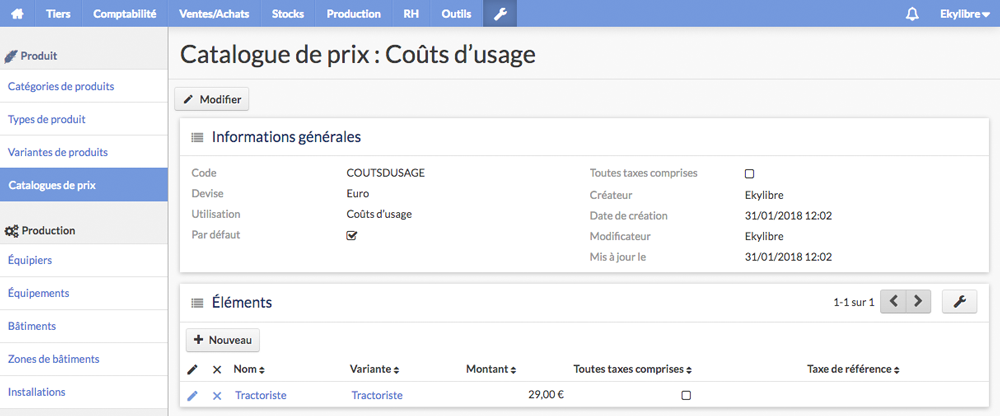 Tiers Comptabilité Ventes/Achats Stocks Production RH Outils Ekylibre
Produit
Catégories de produits
Types de produit
Variantes de produits
Catalogues de prix
Production
Équipiers
Équipements
Bâtiments
Zones de bâtiments
Installations
Catalogue de prix : Coûts d’usage
Modifier
Informations générales
Code COUTSDUSAGE
Devise Euro
Utilisation Coûts d’usage
Par défaut
Toutes taxes comprises
Créateur Ekylibre
Date de création 31/01/2018 12:02
Modificateur Ekylibre
Mis à jour le 31/01/2018 12:02
Éléments
1-1 sur 1
Nouveau
Nom Variante Montant Toutes taxes comprises Taxe de référence
Tractoriste Tractoriste 29,00 €